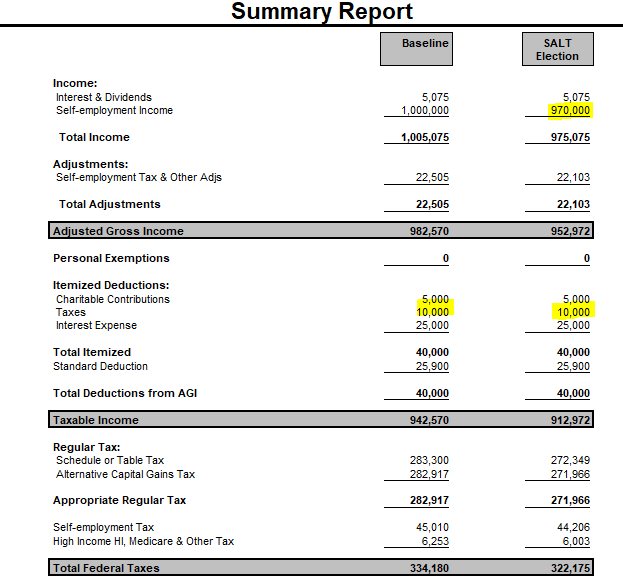 Summary Report
Baseline SALT Election
Income:
Interest & Dividends 5,075 5,075
Self-employment Income 1,000,000 970,000
Total Income 1,005,075 975,075
Adjustments:
Self-employment Tax & Other Adjs 22,505 22,103
Total Adjustments 22,505 22,103
Adjusted Gross Income 982,570 952,972
Personal Exemptions 0 0
Itemized Deductions:
Charitable Contributions 5,000 5,000
Taxes 10,000 10,000
Interest Expense 25,000 25,000
Total Itemized 40,000 40,000
Standard Deduction 25,900 25,900
Total Deductions from AGI 40,000 40,000
Taxable Income 942,570 912,972
Regular Tax:
Schedule or Table Tax 283,300 272,349
Alternative Capital Gains Tax 282,917 271,966
Appropriate Regular Tax 282,917 271,966
Self-employment Tax 45,010 44,206
High Income HI, Medicare & Other Tax 6,253 6,003
Total Federal Taxes 334,180 322,175